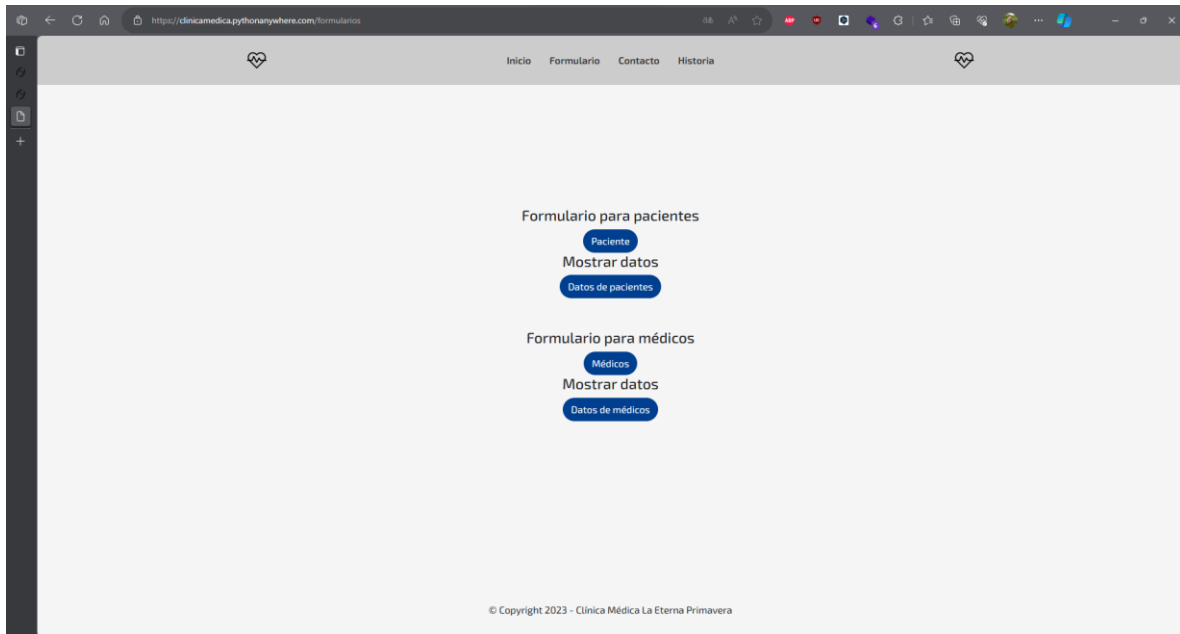 https://clinicamedica.pythonanywhere.com/formularios
ABP
Inicio Formulario Contacto Historia
Formulario para pacientes
Paciente
Mostrar datos
Datos de pacientes
Formulario para médicos
Médicos
Mostrar datos
Datos de médicos
© Copyright 2023 - Clínica Médica La Eterna Primavera